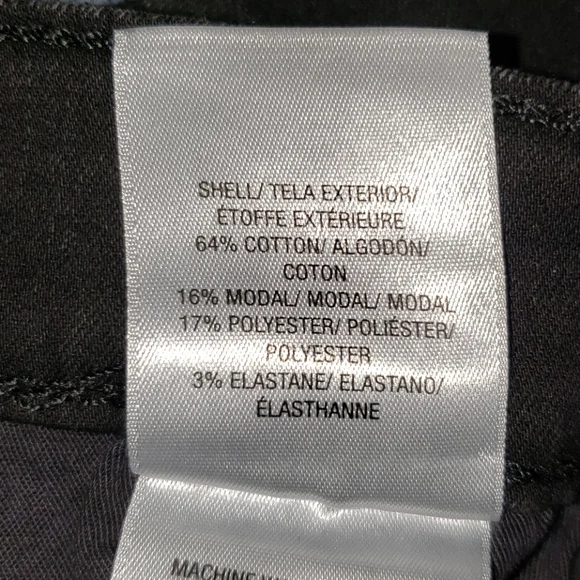 SHELL/ TELA EXTERIOR/
ÉTOFFE EXTÉRIEURE
64% COTTON/ ALGODÓN/
COTON
16% MODAL/ MODAL/ MODAL
17% POLYESTER/ POLIÉSTER/
POLYESTER
3% ELASTANE/ ELASTANO/
ÉLASTHANNE
MACHINE